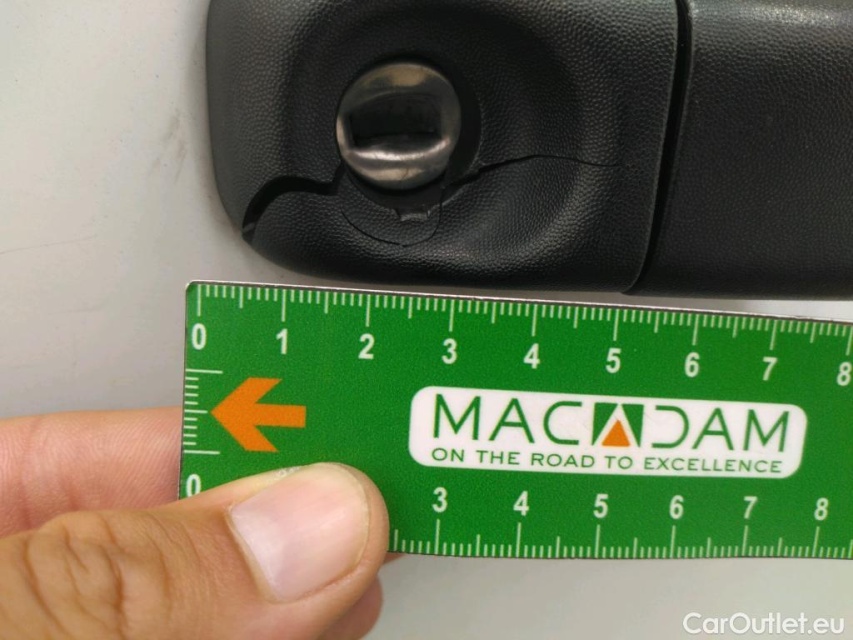 0 1 2 3 4 5 6 7 8
MACADAM
ON THE ROAD TO EXCELLENCE
0 3 4 5 6 7 8
CarOutlet.eu